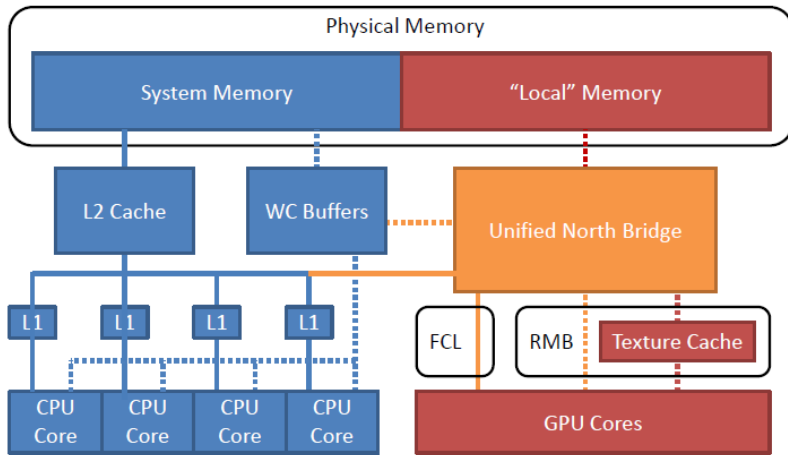 Physical Memory
System Memory
“Local” Memory
L2 Cache
WC Buffers
Unified North Bridge
L1
L1
L1
L1
FCL
RMB
Texture Cache
CPU
Core
CPU
Core
CPU
Core
CPU
Core
GPU Cores